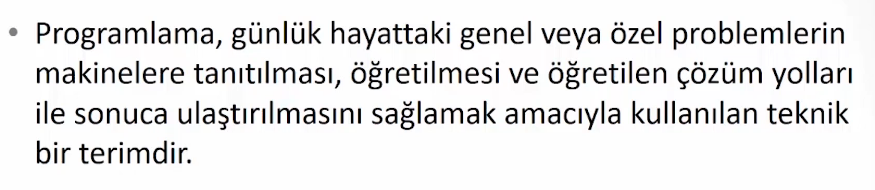 • Programlama, günlük hayattaki genel veya özel problemlerin
makinelere tanıtılması, öğretilmesi ve öğretilen çözüm yolları
ile sonuca ulaştırılmasını sağlamak amacıyla kullanılan teknik
bir terimdir.